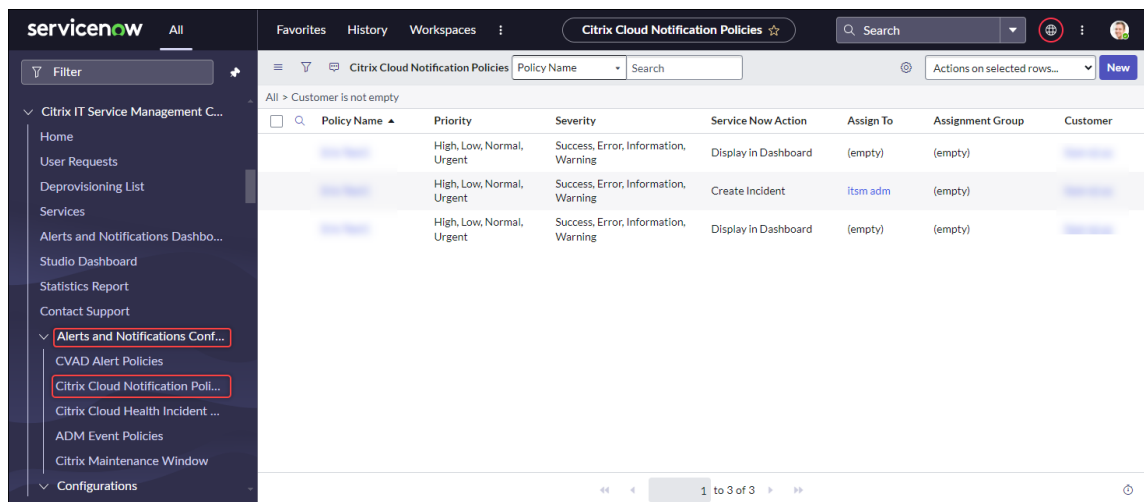 servicenow All Favorites History Workspaces Citrix Cloud Notification Policies Search
Filter
Citrix Cloud Notification Policies Policy Name Search Actions on selected rows... New
All > Customer is not empty
Citrix IT Service Management C...
Home
User Requests
Deprovisioning List
Services
Alerts and Notifications Dashbo...
Studio Dashboard
Statistics Report
Contact Support
Alerts and Notifications Conf...
CVAD Alert Policies
Citrix Cloud Notification Poli...
Citrix Cloud Health Incident ...
ADM Event Policies
Citrix Maintenance Window
Configurations
Policy Name Priority Severity Service Now Action Assign To Assignment Group Customer
High, Low, Normal, Success, Error, Information,
Urgent Warning Display in Dashboard (empty) (empty)
High, Low, Normal, Success, Error, Information,
Urgent Warning Create Incident itsm adm (empty)
High, Low, Normal, Success, Error, Information,
Urgent Warning Display in Dashboard (empty) (empty)
1 to 3 of 3